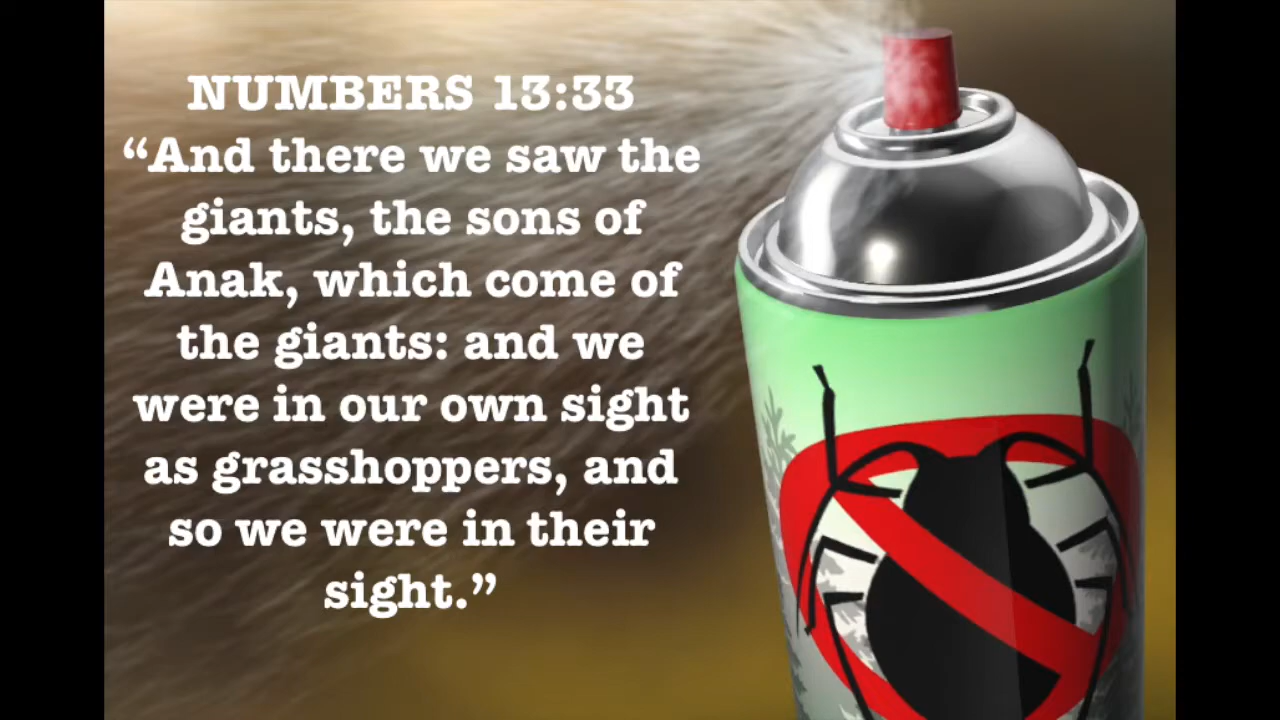 NUMBERS 13:33
“And there we saw the
giants, the sons of
Anak, which come of
the giants: and we
were in our own sight
as grasshoppers, and
so we were in their
sight.”